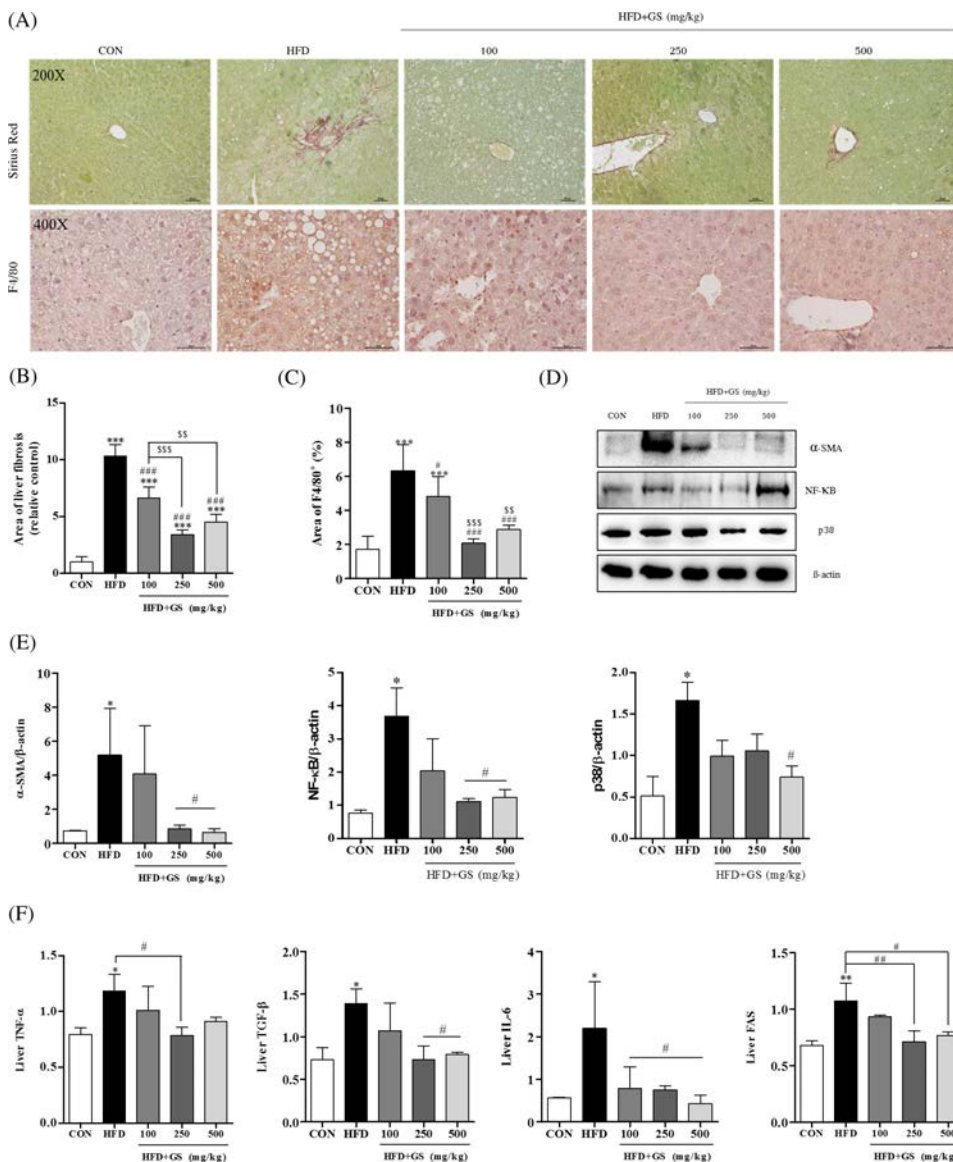 (A)
HFD+GS (mg/kg)
CON HFD 100 250 500
200X
Sirius Red
400X
F4/80
(B)
Area of liver fibrosis
(relative control)
15
10
5
0
***
###
***
###
***
###
***
$$$
$$
CON HFD 100 250 500
HFD+GS (mg/kg)
(C)
Area of F4/80+ (%)
10
8
6
4
2
0
***
#
***
$$$
###
$$
###
CON HFD 100 250 500
HFD+GS (mg/kg)
(D)
HFD+GS (mg/kg)
CON HFD 100 250 500
α-SMA
NF-KB
p38
ß-actin
(E)
α-SMA/β-actin
10
8
6
4
2
0
*
#
CON HFD 100 250 500
HFD+GS (mg/kg)
NF-κB/β-actin
5
4
3
2
1
0
*
#
CON HFD 100 250 500
HFD+GS (mg/kg)
p38/β-actin
2.0
1.5
1.0
0.5
0.0
*
#
CON HFD 100 250 500
HFD+GS (mg/kg)
(F)
Liver TNF-α
1.5
1.0
0.5
0.0
*
#
CON HFD 100 250 500
HFD+GS (mg/kg)
Liver TGF-β
2.0
1.5
1.0
0.5
0.0
*
#
CON HFD 100 250 500
HFD+GS (mg/kg)
Liver IL-6
4
3
2
1
0
*
#
CON HFD 100 250 500
HFD+GS (mg/kg)
Liver FAS
1.5
1.0
0.5
0.0
**
##
#
CON HFD 100 250 500
HFD+GS (mg/kg)